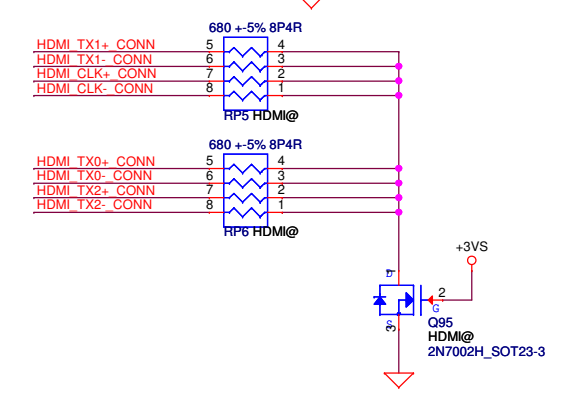 680 +-5% 8P4R
HDMI_TX1+_CONN 5 4
HDMI_TX1-_CONN 6 3
HDMI_CLK+_CONN 7 2
HDMI_CLK-_CONN 8 1
RP5 HDMI@
680 +-5% 8P4R
HDMI_TX0+_CONN 5 4
HDMI_TX0-_CONN 6 3
HDMI_TX2+_CONN 7 2
HDMI_TX2-_CONN 8 1
RP6 HDMI@
+3VS
D 1
2
G
S 3
Q95
HDMI@
2N7002H_SOT23-3